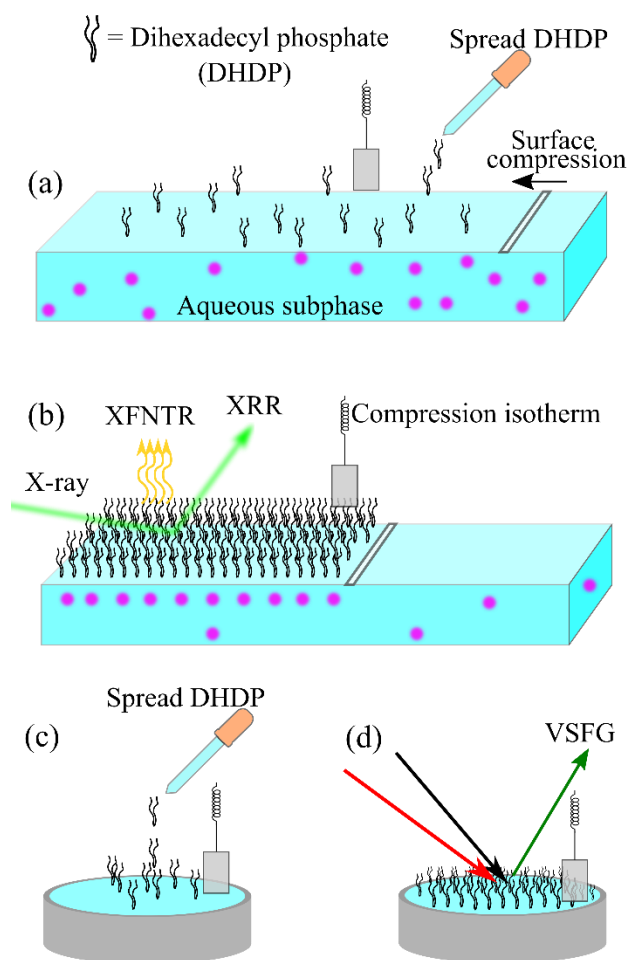 = Dihexadecyl phosphate
(DHDP)
Spread DHDP
Surface
compression
(a)
Aqueous subphase
(b)
XFNTR
XRR
Compression isotherm
X-ray
Spread DHDP
(c)
(d)
VSFG